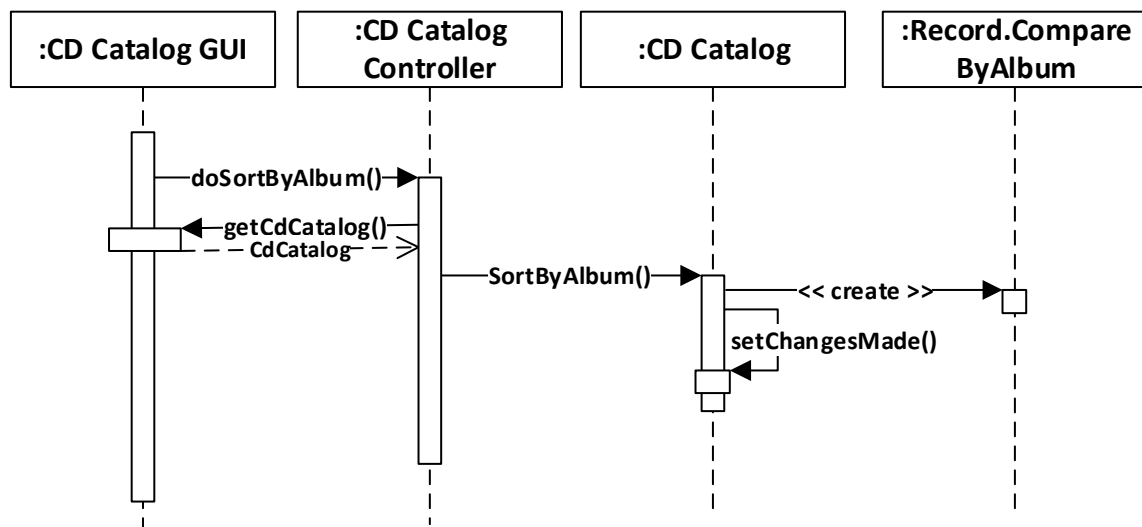 :CD Catalog GUI
:CD Catalog
Controller
:CD Catalog
:Record.Compare
ByAlbum
doSortByAlbum()
getCdCatalog()
CdCatalog
SortByAlbum()
<< create >>
setChangesMade()